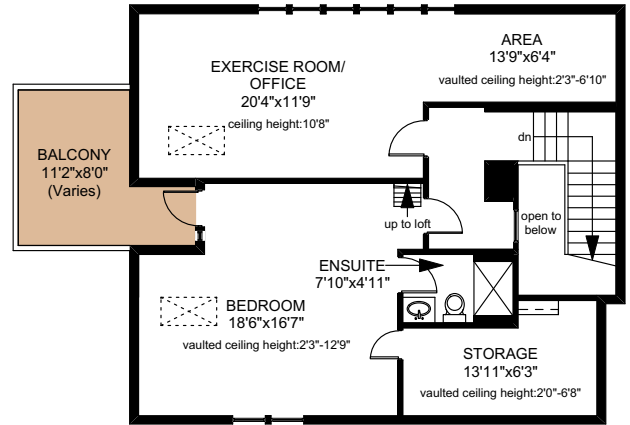 AREA
13'9"x6'4"
vaulted ceiling height:2'3"-6'10"
EXERCISE ROOM/
OFFICE
20'4"x11'9"
ceiling height:10'8"
dn
BALCONY
11'2"x8'0"
(Varies)
up to loft
open to
below
ENSUITE
7'10"x4'11"
BEDROOM
18'6"x16'7"
vaulted ceiling height:2'3"-12'9"
STORAGE
13'11"x6'3"
vaulted ceiling height:2'0"-6'8"